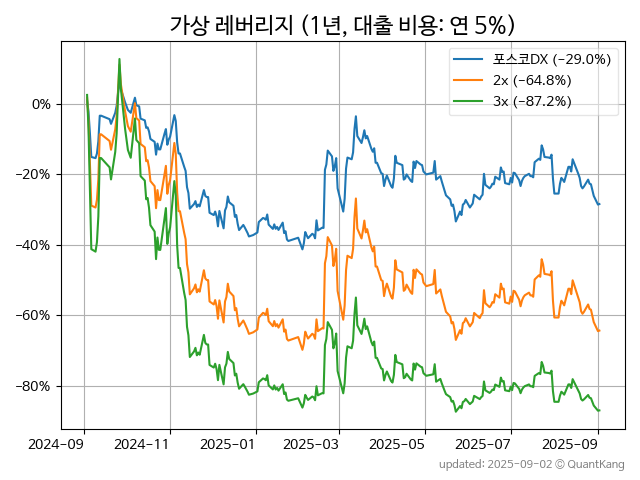 가상 레버리지 (1년, 대출 비용: 연 5%)
포스코DX (−29.0%)
2x (−64.8%)
3x (−87.2%)
0%
−20%
−40%
−60%
−80%
2024-09 2024-11 2025-01 2025-03 2025-05 2025-07 2025-09
updated: 2025-09-02 © QuantKang